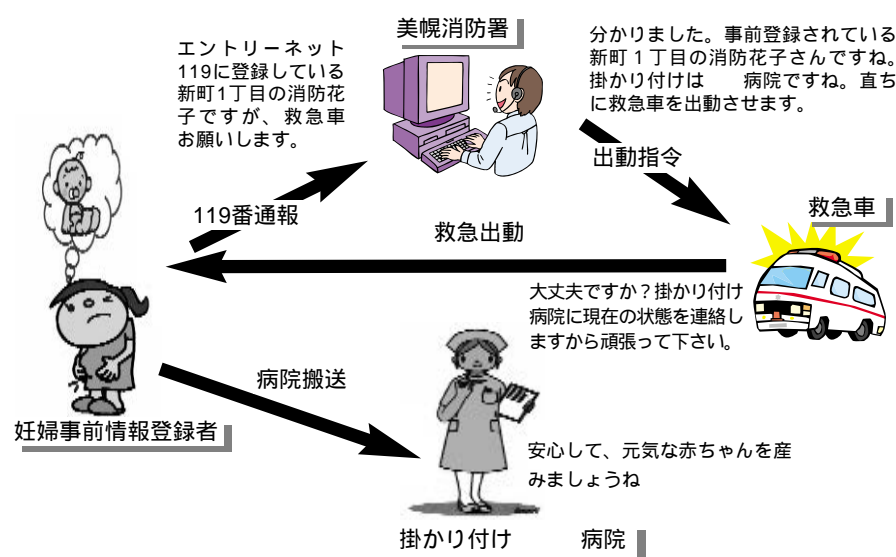 美幌消防署
エントリーネット
119に登録している
新町1丁目の消防花
子ですが、救急車
お願いします。
分かりました。事前登録されている
新町１丁目の消防花子さんですね。
掛かり付けは　　病院ですね。直ち
に救急車を出動させます。
出動指令
119番通報
救急車
救急出動
大丈夫ですか？掛かり付け
病院に現在の状態を連絡し
ますから頑張って下さい。
病院搬送
妊婦事前情報登録者
安心して、元気な赤ちゃんを産
みましょうね
掛かり付け　　　病院